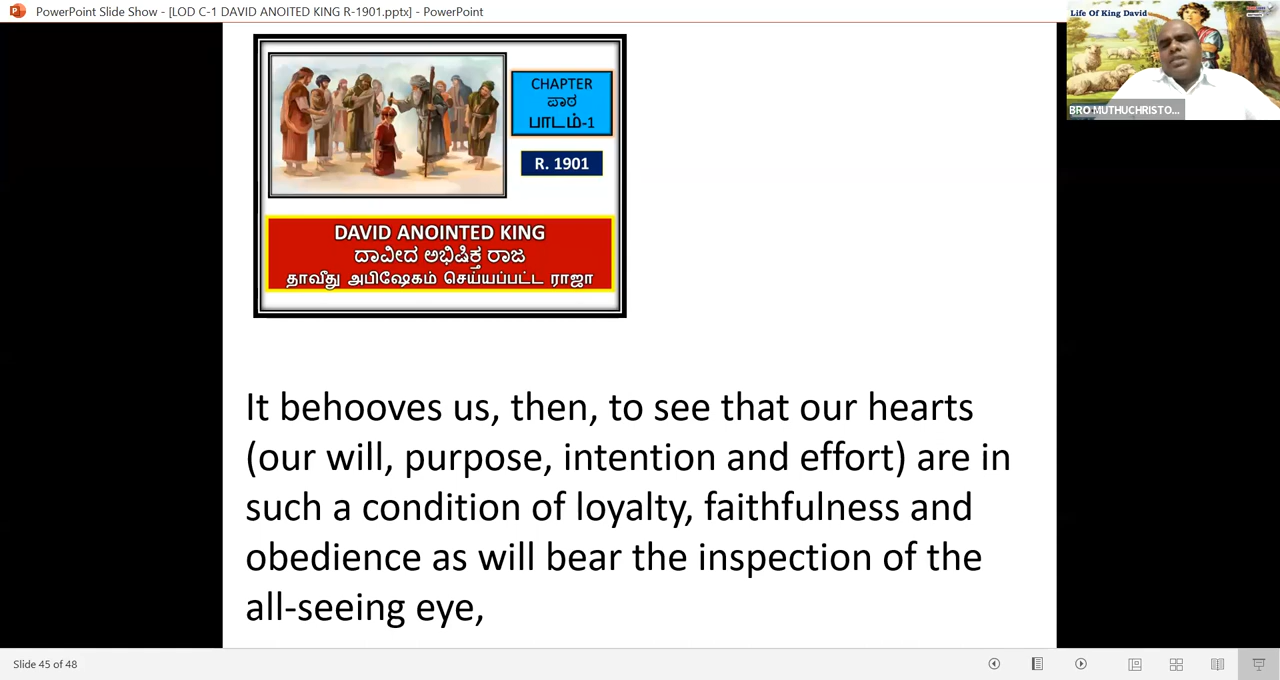 PowerPoint Slide Show - [LOD C-1 DAVID ANOITED KING R-1901.pptx] - PowerPoint
Life Of King David
BRO MUTHUCHRISTO...
CHAPTER
ಪಾಠ
பாடம்-1
R. 1901
DAVID ANOINTED KING
ದಾವೀದ ಅಭಿಷಿಕ್ತ ರಾಜ
தாவீது அபிஷேகம் செய்யப்பட்ட ராஜா
It behooves us, then, to see that our hearts
(our will, purpose, intention and effort) are in
such a condition of loyalty, faithfulness and
obedience as will bear the inspection of the
all-seeing eye,
Slide 45 of 48